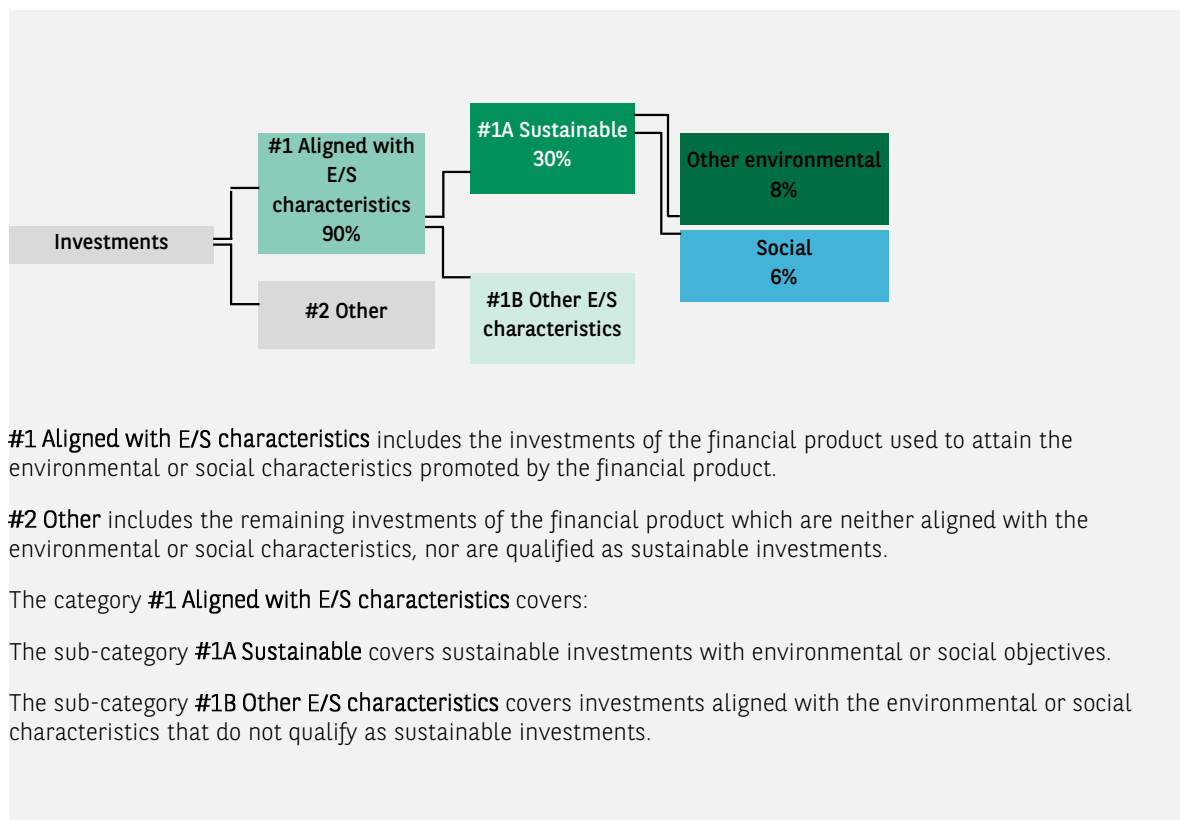 #1A Sustainable
30%
#1 Aligned with
E/S
characteristics
90%
Other environmental
8%
Investments
Social
6%
#2 Other
#1B Other E/S
characteristics
#1 Aligned with E/S characteristics includes the investments of the financial product used to attain the
environmental or social characteristics promoted by the financial product.
#2 Other includes the remaining investments of the financial product which are neither aligned with the
environmental or social characteristics, nor are qualified as sustainable investments.
The category #1 Aligned with E/S characteristics covers:
The sub-category #1A Sustainable covers sustainable investments with environmental or social objectives.
The sub-category #1B Other E/S characteristics covers investments aligned with the environmental or social
characteristics that do not qualify as sustainable investments.